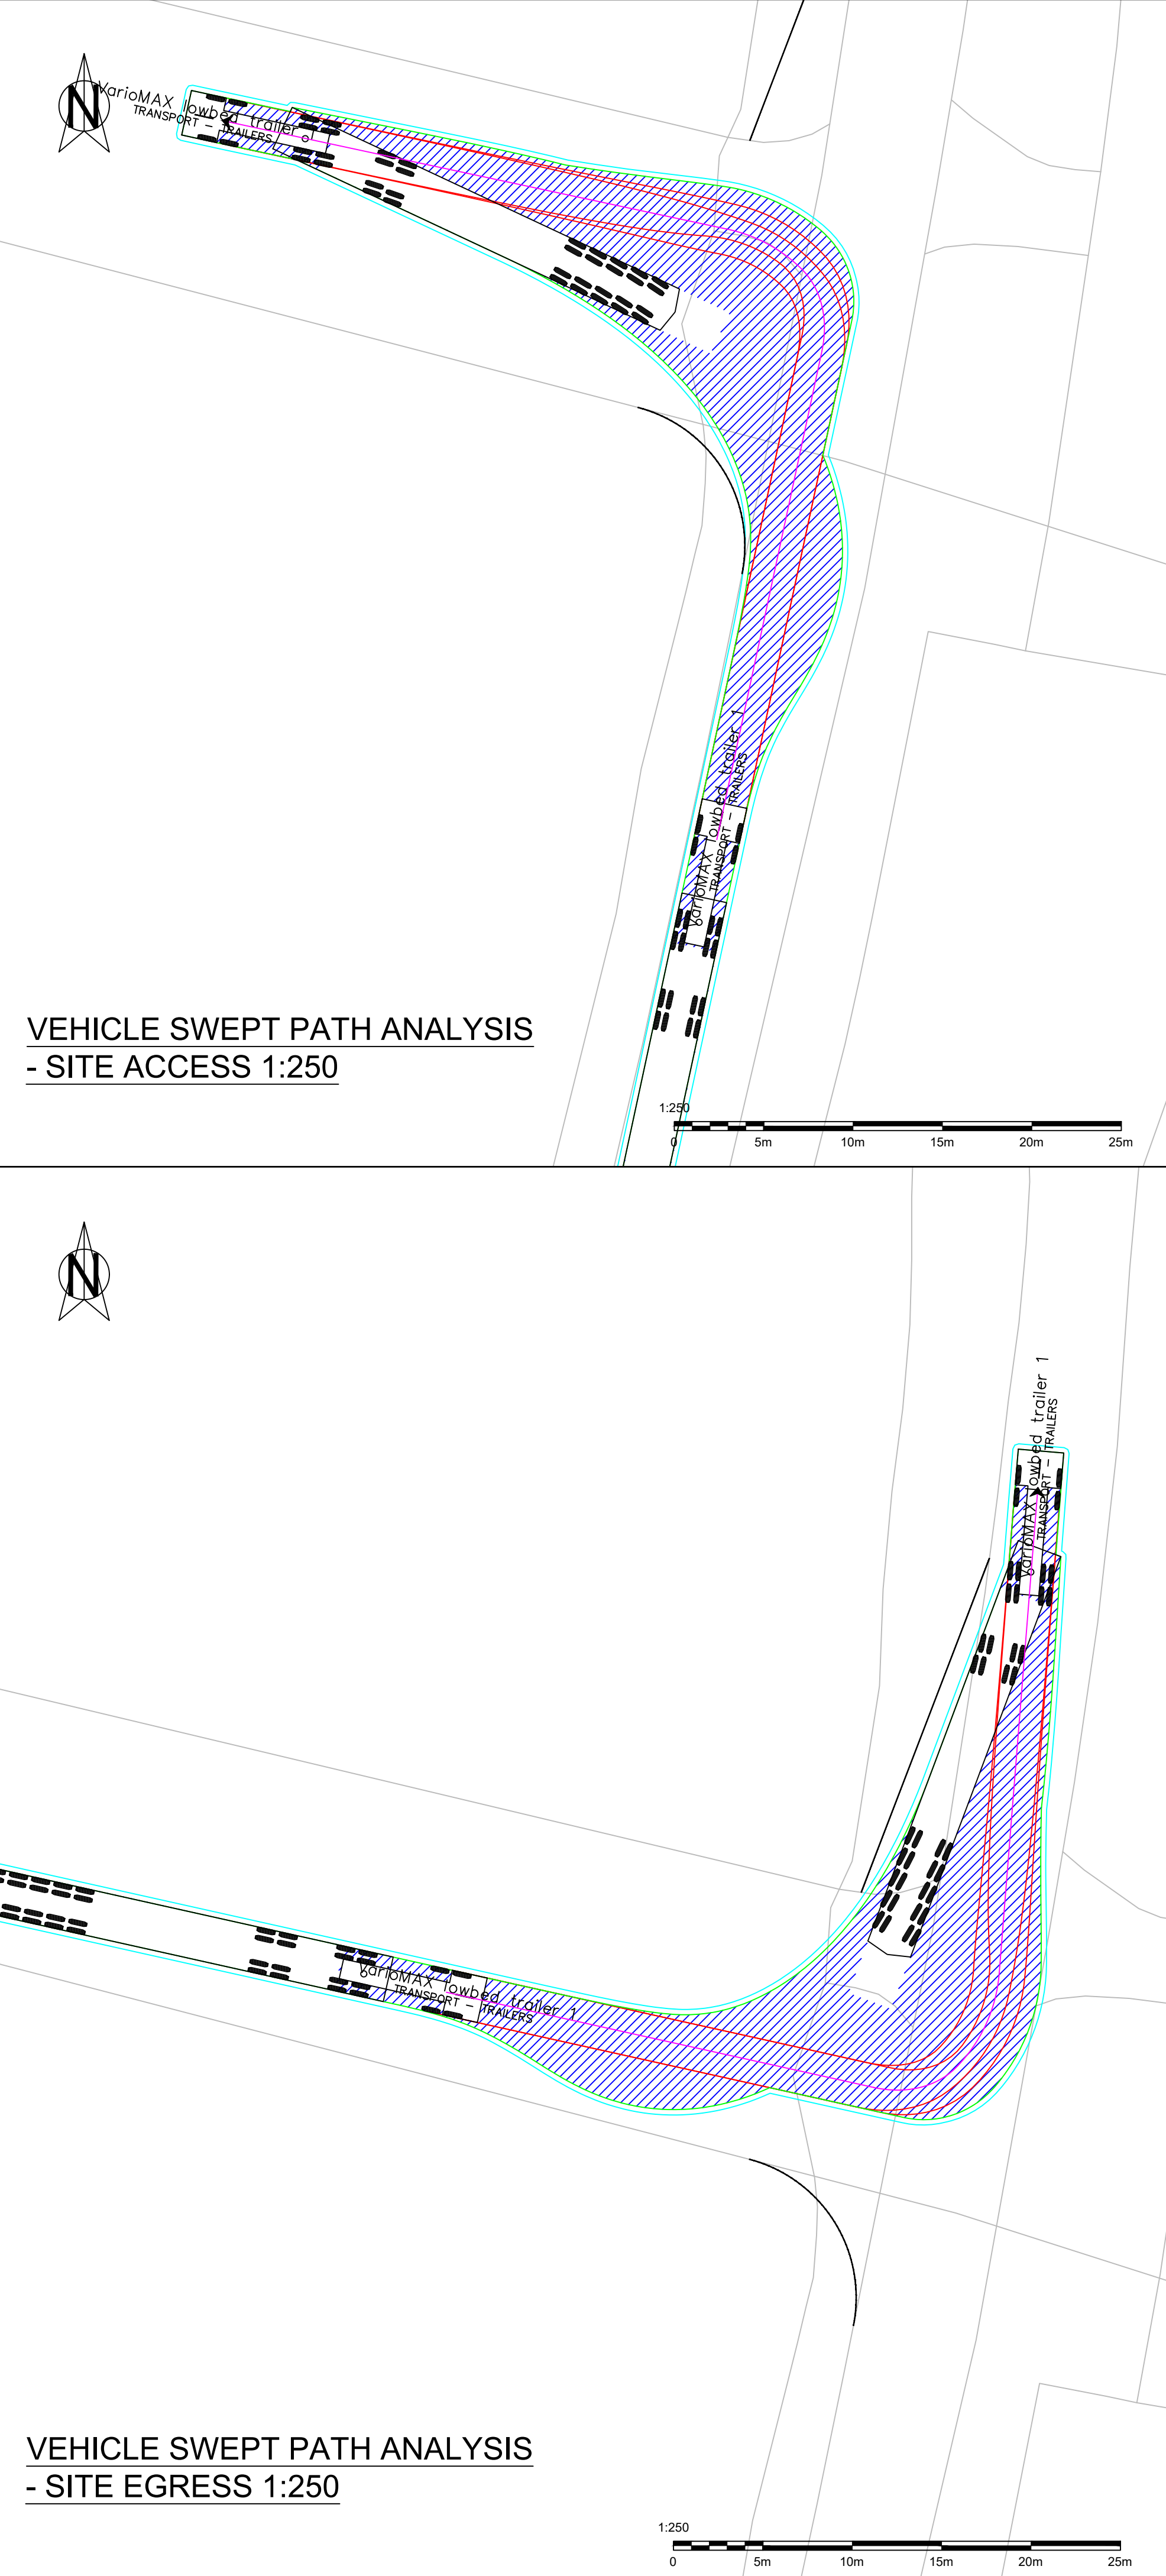 N
VarioMAX lowbed trailer
TRANSPORT - TRAILERS
VarioMAX lowbed trailer 1
TRANSPORT - TRAILERS
VEHICLE SWEPT PATH ANALYSIS
- SITE ACCESS 1:250
1:250
0 5m 10m 15m 20m 25m
N
VarioMAX lowbed trailer 1
TRANSPORT - TRAILERS
VarioMAX lowbed trailer 1
TRANSPORT - TRAILERS
VEHICLE SWEPT PATH ANALYSIS
- SITE EGRESS 1:250
1:250
0 5m 10m 15m 20m 25m